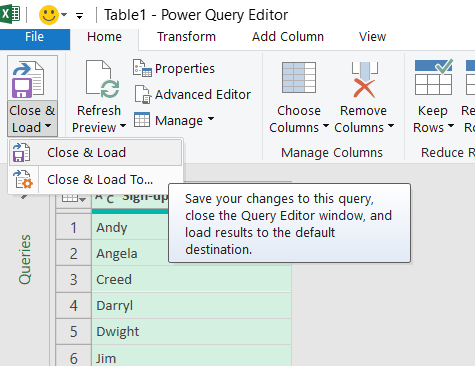 Table1 - Power Query Editor
File Home Transform Add Column View
Close & Load
Refresh Preview
Properties
Advanced Editor
Manage
Choose Columns
Remove Columns
Keep Rows
Manage Columns
Close & Load
Close & Load To...
Save your changes to this query,
close the Query Editor window, and
load results to the default
destination.
Queries
1 Andy
2 Angela
3 Creed
4 Darryl
5 Dwight
6 Jim